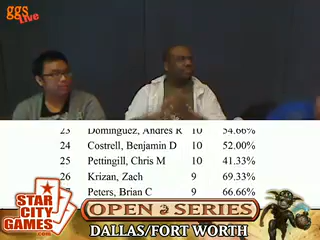 ggs
Live
23 Dominguez, Andres R 10 54.66%
24 Costrell, Benjamin D 10 52.00%
25 Pettingill, Chris M 10 41.33%
26 Krizan, Zach 9 69.33%
Peters, Brian C 9 66.66%
STAR
CITY
GAMES
.COM
OPEN SERIES
DALLAS/FORT WORTH